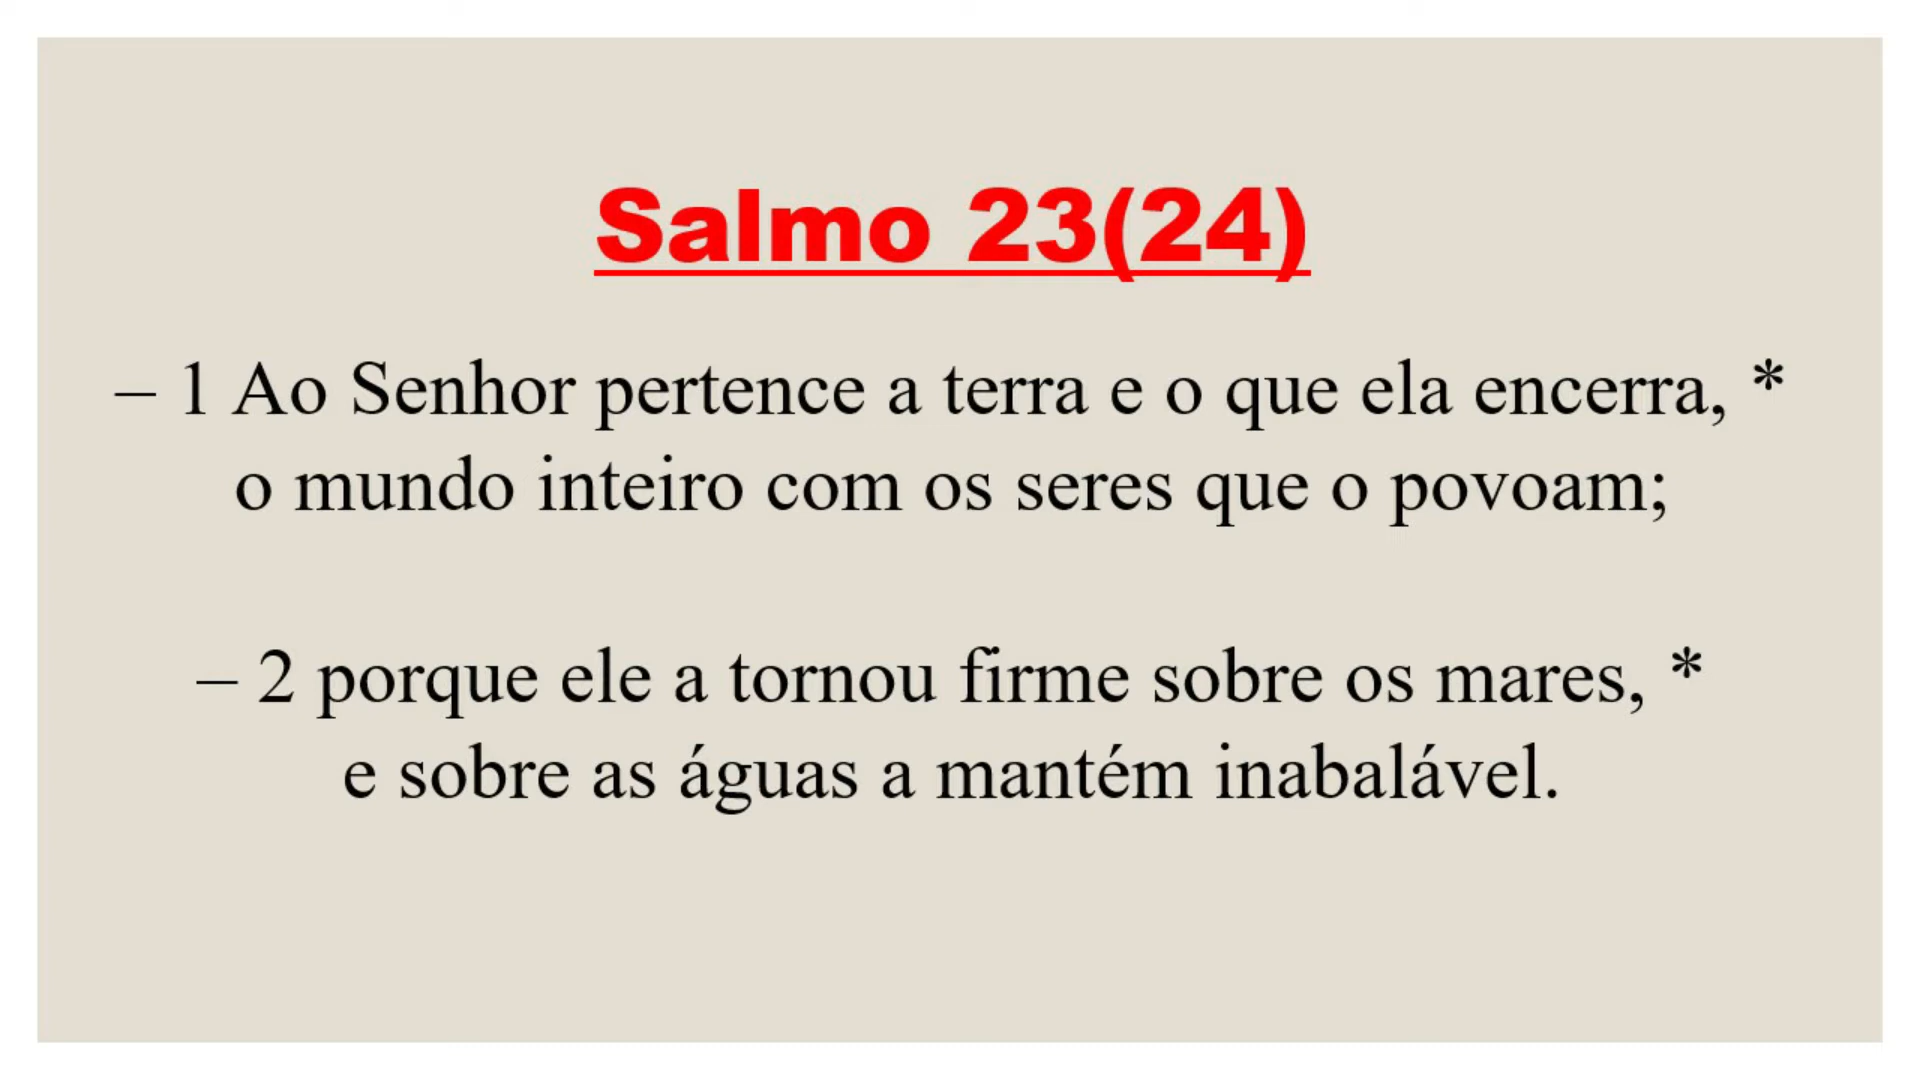 Salmo 23(24)
– 1 Ao Senhor pertence a terra e o que ela encerra, *
o mundo inteiro com os seres que o povoam;
– 2 porque ele a tornou firme sobre os mares, *
e sobre as águas a mantém inabalável.